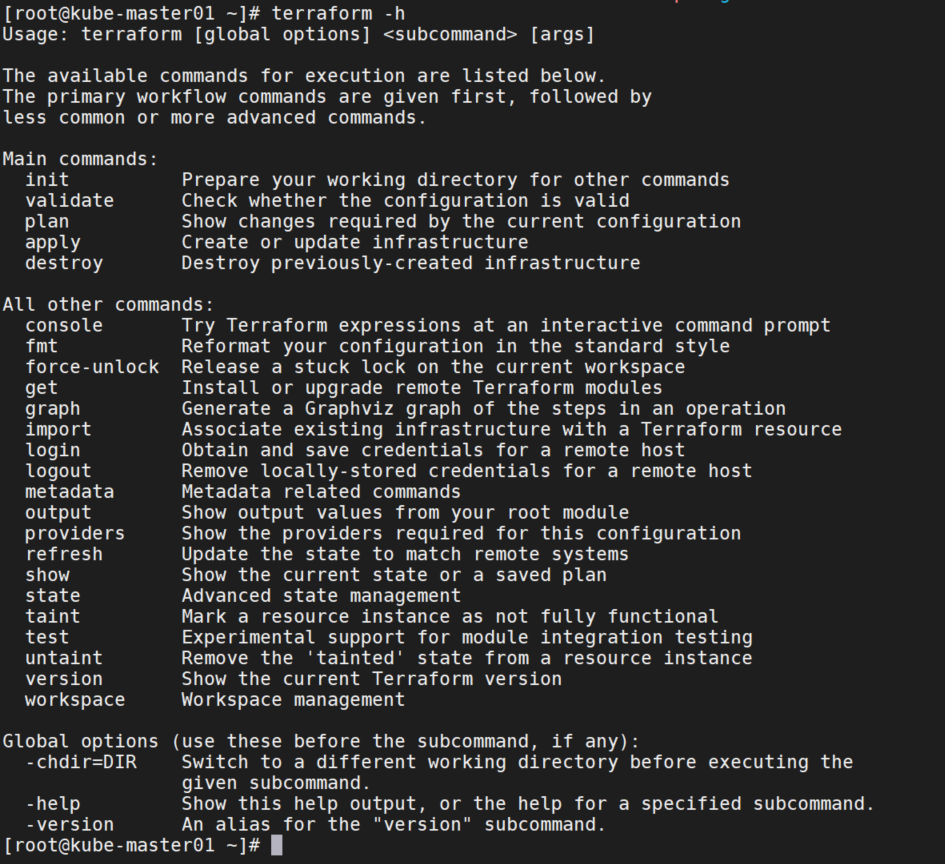 [root@kube-master01 ~]# terraform -h
Usage: terraform [global options] <subcommand> [args]

The available commands for execution are listed below.
The primary workflow commands are given first, followed by
less common or more advanced commands.

Main commands:
  init          Prepare your working directory for other commands
  validate      Check whether the configuration is valid
  plan          Show changes required by the current configuration
  apply         Create or update infrastructure
  destroy       Destroy previously-created infrastructure

All other commands:
  console       Try Terraform expressions at an interactive command prompt
  fmt           Reformat your configuration in the standard style
  force-unlock  Release a stuck lock on the current workspace
  get           Install or upgrade remote Terraform modules
  graph         Generate a Graphviz graph of the steps in an operation
  import        Associate existing infrastructure with a Terraform resource
  login         Obtain and save credentials for a remote host
  logout        Remove locally-stored credentials for a remote host
  metadata      Metadata related commands
  output        Show output values from your root module
  providers     Show the providers required for this configuration
  refresh       Update the state to match remote systems
  show          Show the current state or a saved plan
  state         Advanced state management
  taint         Mark a resource instance as not fully functional
  test          Experimental support for module integration testing
  untaint       Remove the 'tainted' state from a resource instance
  version       Show the current Terraform version
  workspace     Workspace management

Global options (use these before the subcommand, if any):
  -chdir=DIR    Switch to a different working directory before executing the
                given subcommand.
  -help         Show this help output, or the help for a specified subcommand.
  -version      An alias for the "version" subcommand.
[root@kube-master01 ~]#